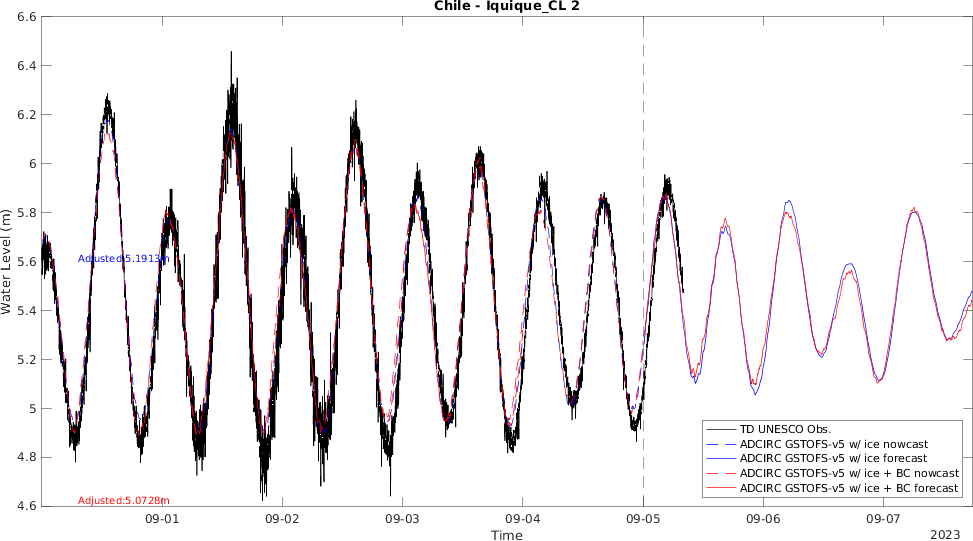 Chile - Iquique_CL 2
6.6
6.4
6.2
6
5.8
5.6
5.4
5.2
5
4.8
4.6
Water Level (m)
Adjusted:5.1913m
Adjusted:5.0728m
TD UNESCO Obs.
ADCIRC GSTOFS-v5 w/ ice nowcast
ADCIRC GSTOFS-v5 w/ ice forecast
ADCIRC GSTOFS-v5 w/ ice + BC nowcast
ADCIRC GSTOFS-v5 w/ ice + BC forecast
09-01 09-02 09-03 09-04 09-05 09-06 09-07
Time
2023